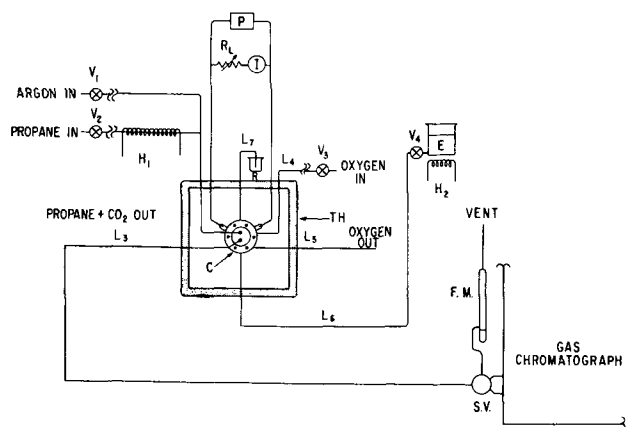 P
R_L
I
V_1
ARGON IN
V_2
PROPANE IN
H_1
L_7
L_4
V_3
OXYGEN
IN
V_4
E
H_2
R
PROPANE + CO_2 OUT
TH
L_3
L_5
OXYGEN
OUT
C
L_6
VENT
F.M.
GAS
CHROMATOGRAPH
S.V.